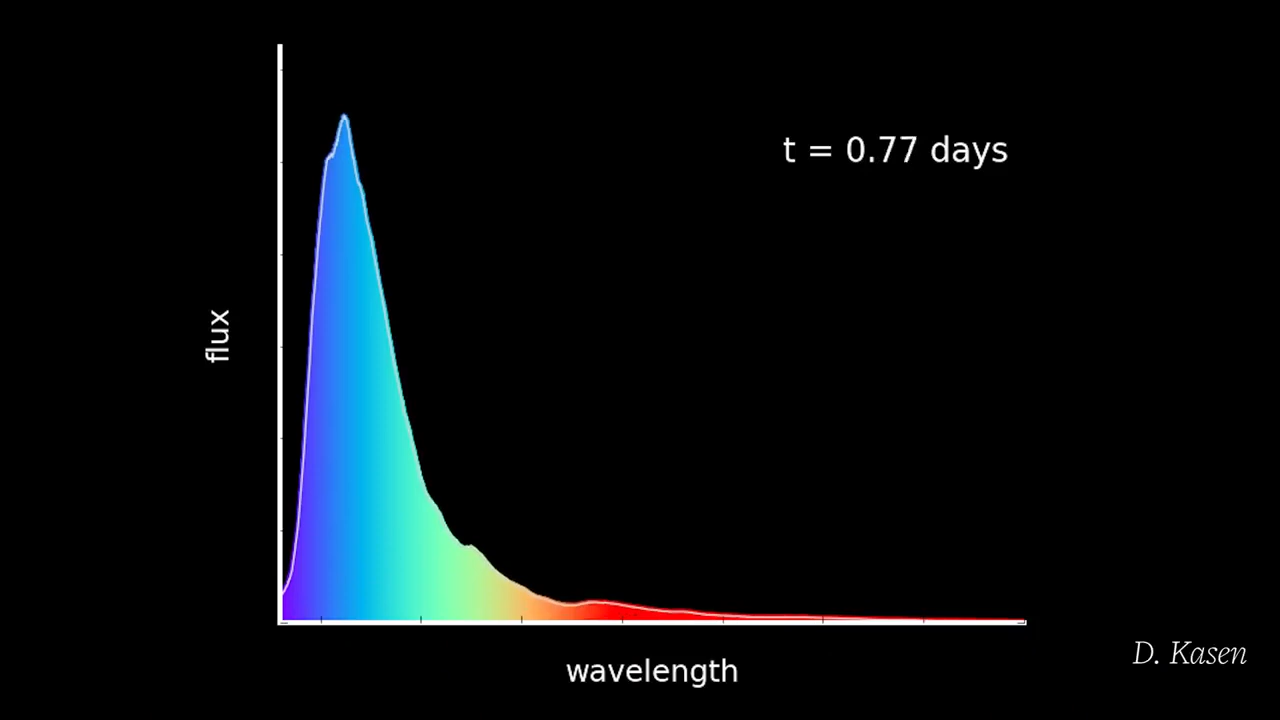 t = 0.77 days
flux
wavelength
D. Kasen